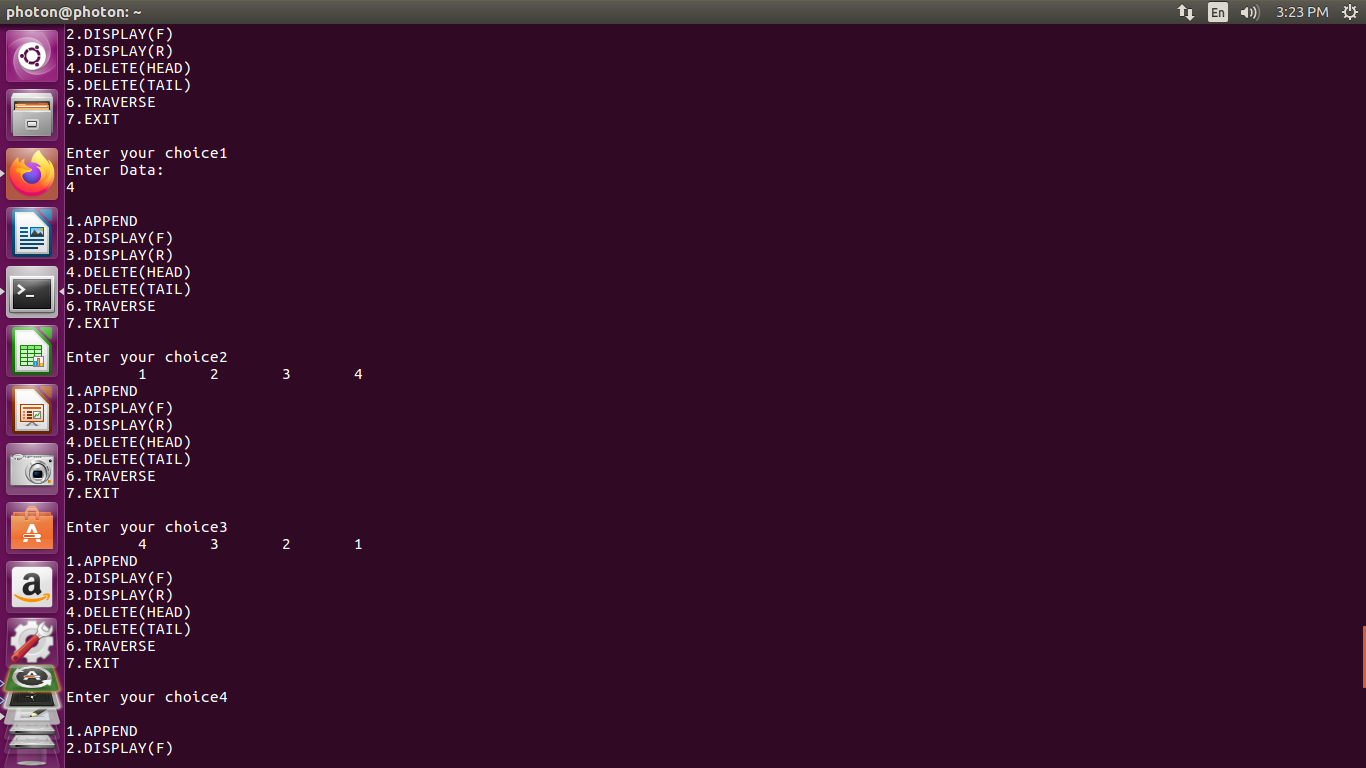 photon@photon: ~
En
3:23 PM
2.DISPLAY(F)
3.DISPLAY(R)
4.DELETE(HEAD)
5.DELETE(TAIL)
6.TRAVERSE
7.EXIT
Enter your choice1
Enter Data:
4
1.APPEND
2.DISPLAY(F)
3.DISPLAY(R)
4.DELETE(HEAD)
5.DELETE(TAIL)
6.TRAVERSE
7.EXIT
Enter your choice2
1 2 3 4
1.APPEND
2.DISPLAY(F)
3.DISPLAY(R)
4.DELETE(HEAD)
5.DELETE(TAIL)
6.TRAVERSE
7.EXIT
Enter your choice3
4 3 2 1
1.APPEND
2.DISPLAY(F)
3.DISPLAY(R)
4.DELETE(HEAD)
5.DELETE(TAIL)
6.TRAVERSE
7.EXIT
Enter your choice4
1.APPEND
2.DISPLAY(F)